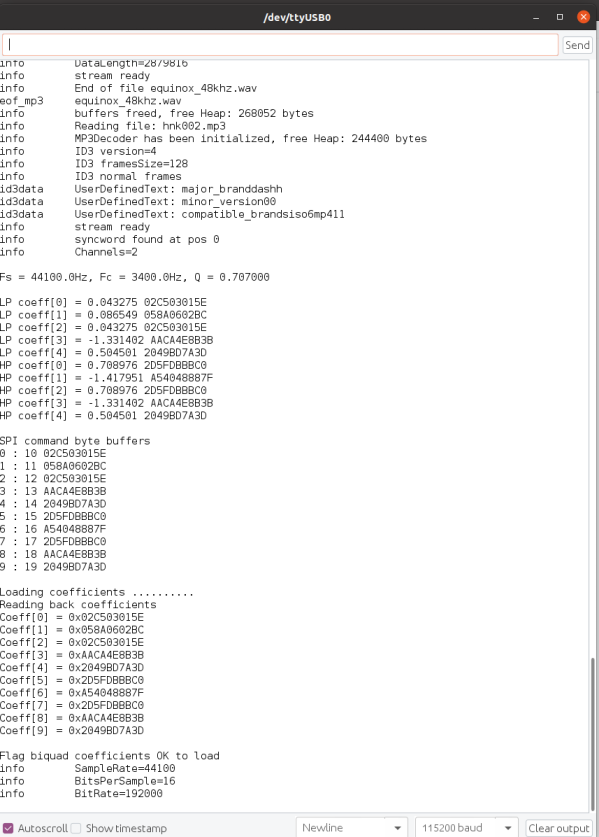 /dev/ttyUSB0
Send
info DataLength=2879816
info stream ready
info End of file equinox_48khz.wav
eof_mp3 equinox_48khz.wav
info buffers freed, free Heap: 268052 bytes
info Reading file: hnk002.mp3
info MP3Decoder has been initialized, free Heap: 244400 bytes
info ID3 version=4
info ID3 framesSize=128
info ID3 normal frames
id3data UserDefinedText: major_branddashh
id3data UserDefinedText: minor_version00
id3data UserDefinedText: compatible_brandsiso6mp411
info stream ready
info syncword found at pos 0
info Channels=2
Fs = 44100.0Hz, Fc = 3400.0Hz, Q = 0.707000
LP coeff[0] = 0.043275 02C503015E
LP coeff[1] = 0.086549 058A0602BC
LP coeff[2] = 0.043275 02C503015E
LP coeff[3] = -1.331402 AACA4E8B3B
LP coeff[4] = 0.504501 2049BD7A3D
HP coeff[0] = 0.708976 2D5FDBBBC0
HP coeff[1] = -1.417951 A54048887F
HP coeff[2] = 0.708976 2D5FDBBBC0
HP coeff[3] = -1.331402 AACA4E8B3B
HP coeff[4] = 0.504501 2049BD7A3D
SPI command byte buffers
0 : 10 02C503015E
1 : 11 058A0602BC
2 : 12 02C503015E
3 : 13 AACA4E8B3B
4 : 14 2049BD7A3D
5 : 15 2D5FDBBBC0
6 : 16 A54048887F
7 : 17 2D5FDBBBC0
8 : 18 AACA4E8B3B
9 : 19 2049BD7A3D
Loading coefficients ..........
Reading back coefficients
Coeff[0] = 0x02C503015E
Coeff[1] = 0x058A0602BC
Coeff[2] = 0x02C503015E
Coeff[3] = 0xAACA4E8B3B
Coeff[4] = 0x2049BD7A3D
Coeff[5] = 0x2D5FDBBBC0
Coeff[6] = 0xA54048887F
Coeff[7] = 0x2D5FDBBBC0
Coeff[8] = 0xAACA4E8B3B
Coeff[9] = 0x2049BD7A3D
Flag biquad coefficients OK to load
info SampleRate=44100
info BitsPerSample=16
info BitRate=192000
Autoscroll Show timestamp Newline 115200 baud Clear output